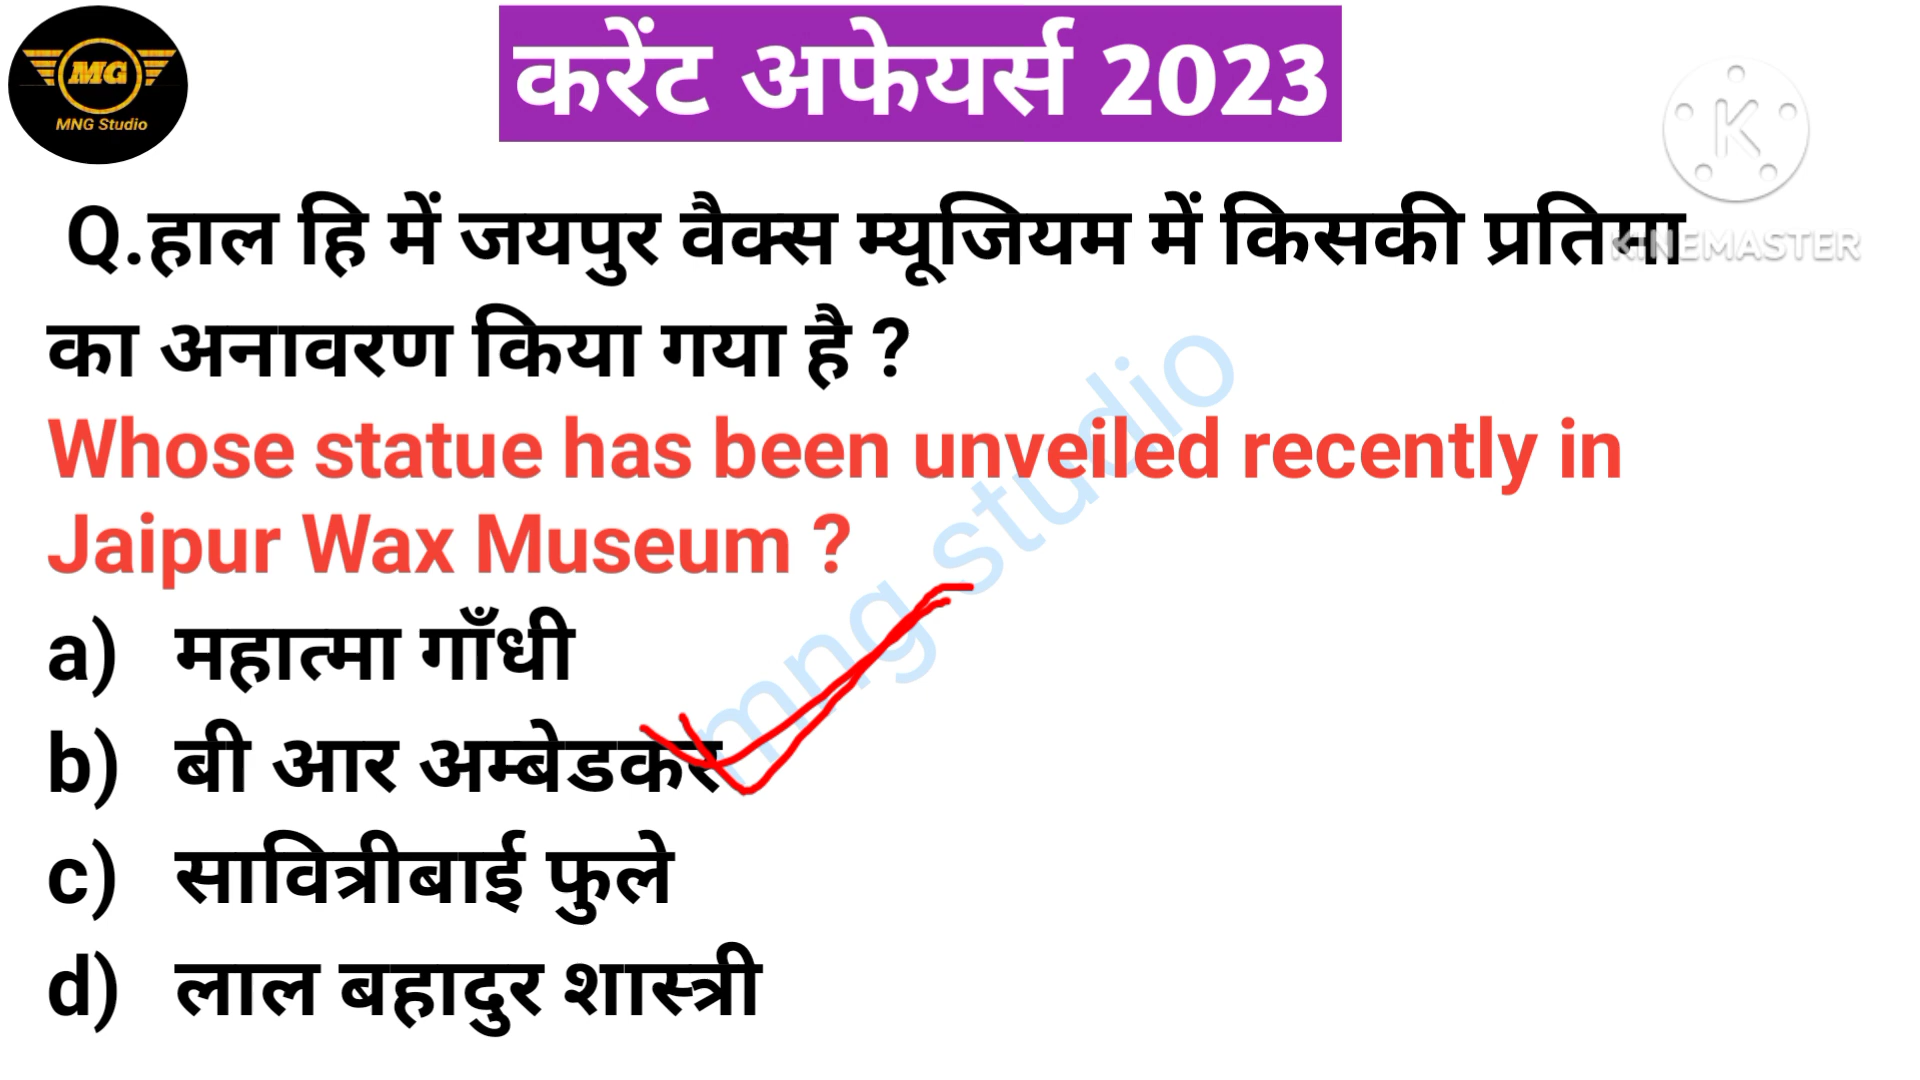 MG
MNG Studio
करेंट अफेयर्स 2023
K
KINEMASTER
Q.हाल हि में जयपुर वैक्स म्यूजियम में किसकी प्रतिमा
का अनावरण किया गया है ?
Whose statue has been unveiled recently in
Jaipur Wax Museum ?
a) महात्मा गाँधी
b) बी आर अम्बेडकर
c) सावित्रीबाई फुले
d) लाल बहादुर शास्त्री
mng studio